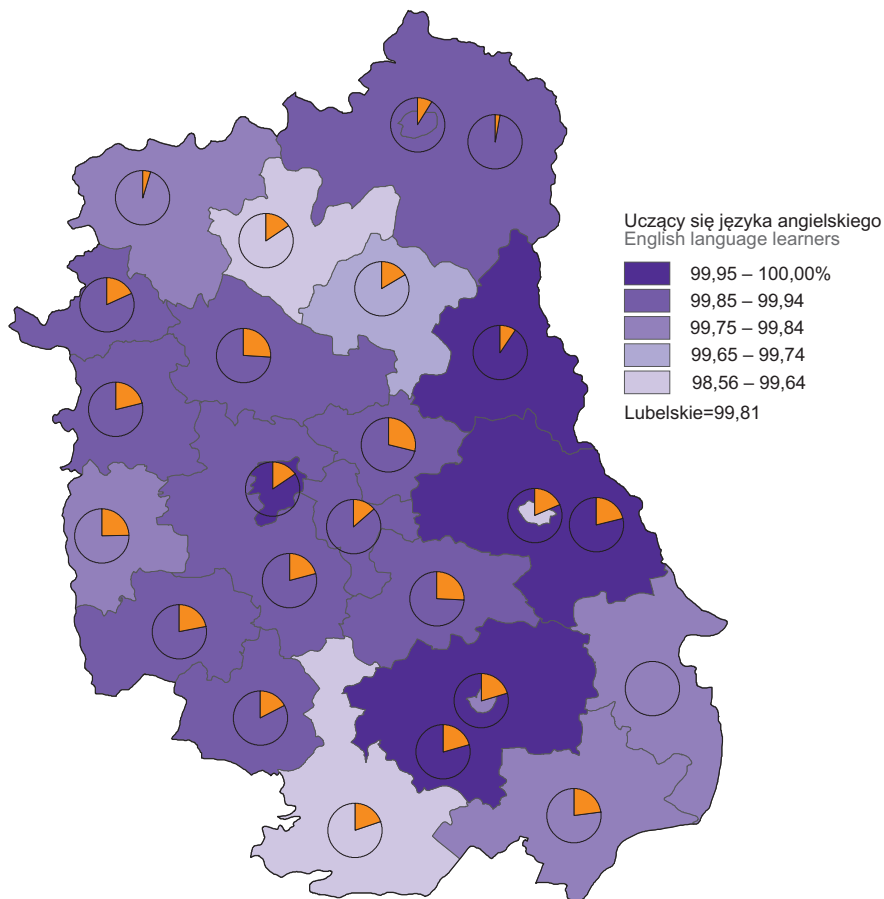 Uczący się języka angielskiego
English language learners
99,95 – 100,00%
99,85 – 99,94
99,75 – 99,84
99,65 – 99,74
98,56 – 99,64
Lubelskie=99,81